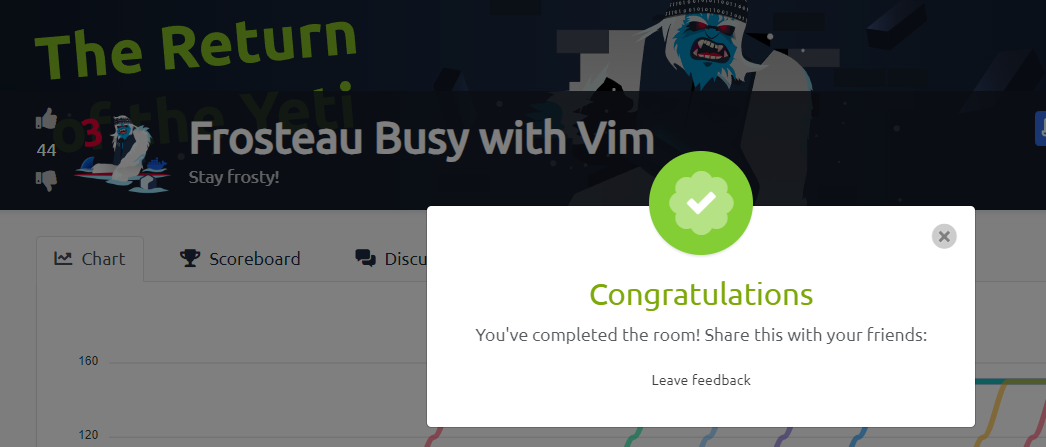 The Return
of the Yeti
44
3
Frosteau Busy with Vim
Stay frosty!
Chart
Scoreboard
Discu
Congratulations
You've completed the room! Share this with your friends:
Leave feedback
160
120